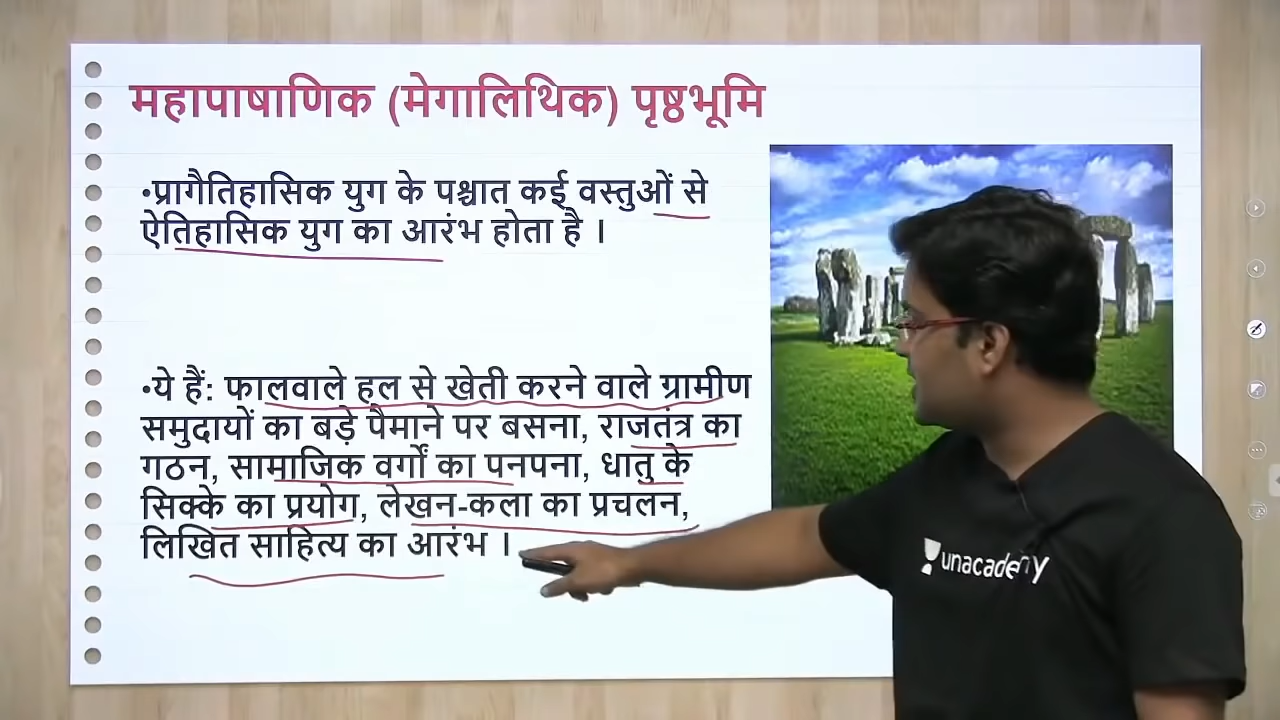 महापाषाणिक (मेगालिथिक) पृष्ठभूमि
•प्रागैतिहासिक युग के पश्चात कई वस्तुओं से
ऐतिहासिक युग का आरंभ होता है ।
•ये हैं: फालवाले हल से खेती करने वाले ग्रामीण
समुदायों का बड़े पैमाने पर बसना, राजतंत्र का
गठन, सामाजिक वर्गों का पनपना, धातु के
सिक्के का प्रयोग, लेखन-कला का प्रचलन,
लिखित साहित्य का आरंभ ।
unacademy